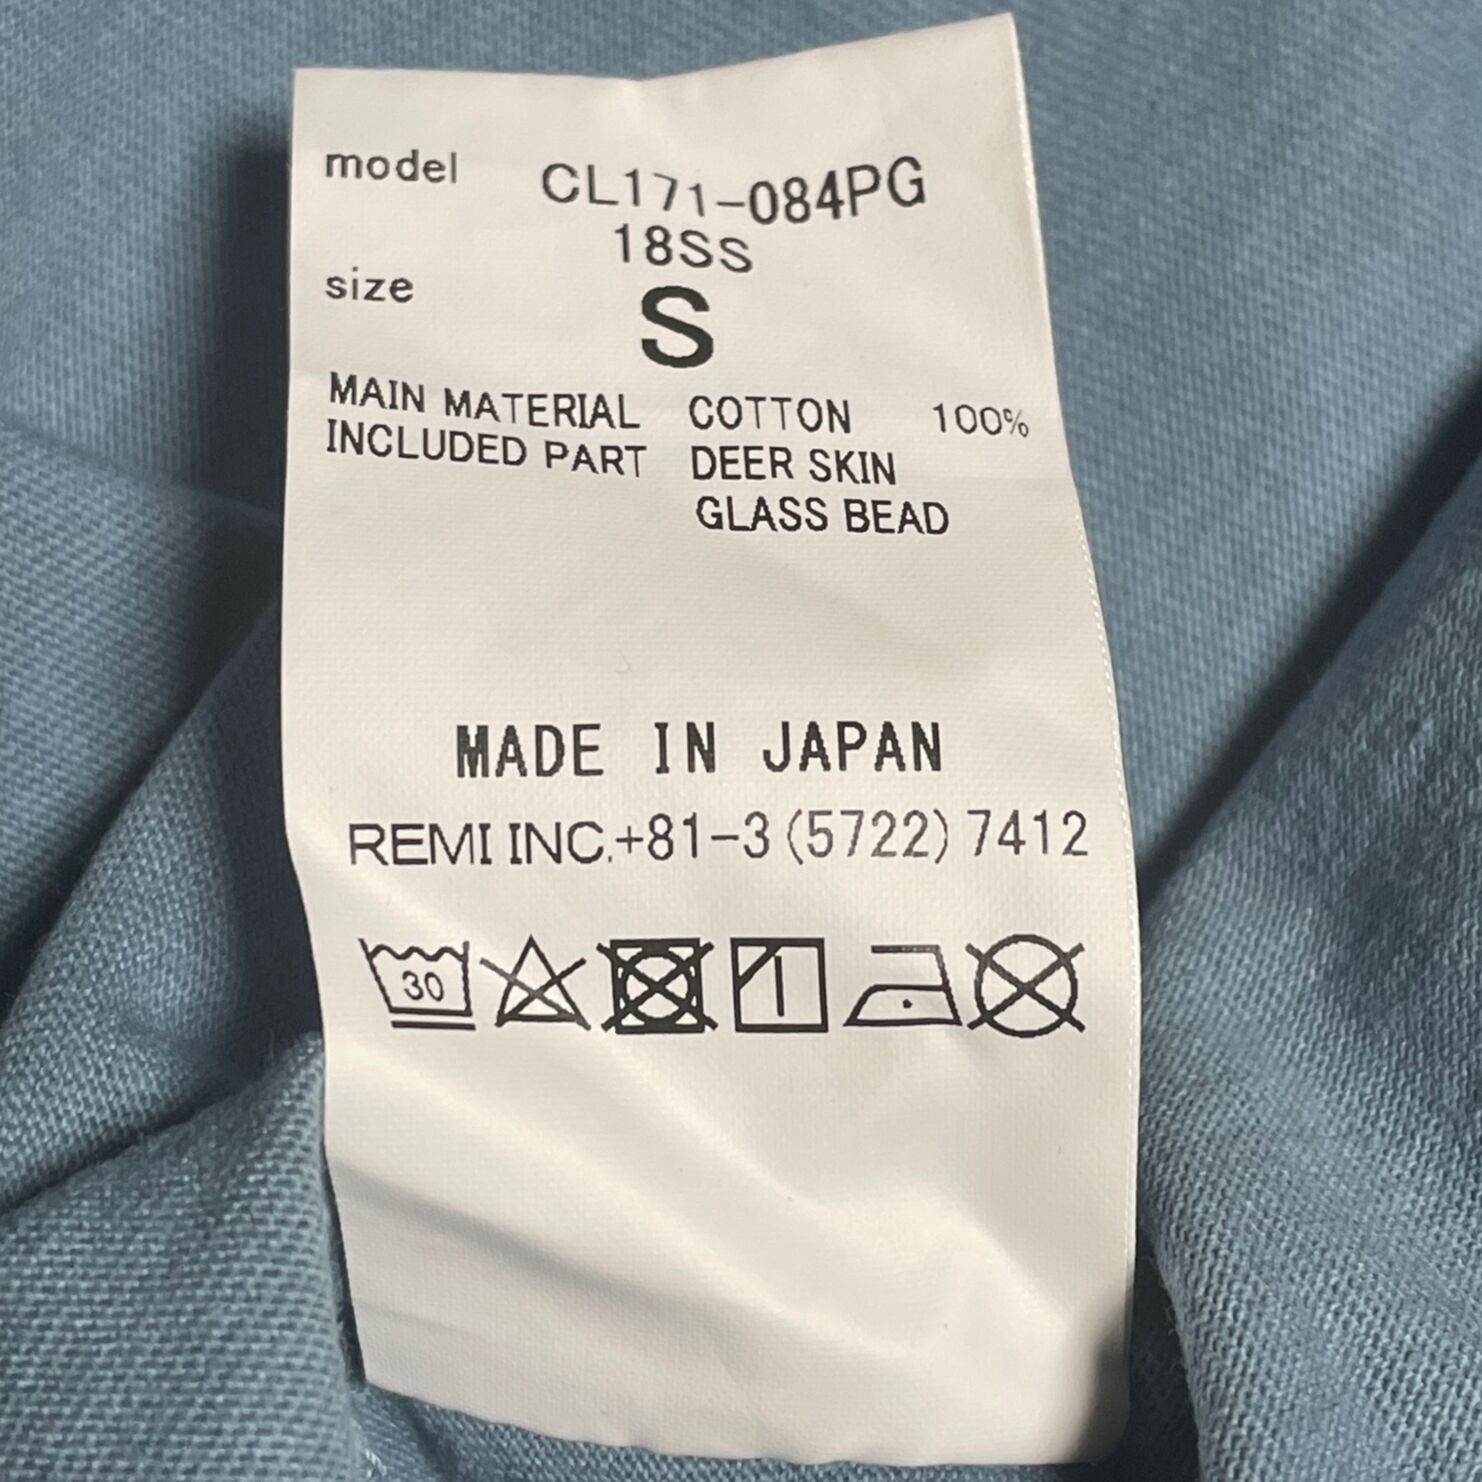 model CL171-084PG
18SS
size S
MAIN MATERIAL COTTON 100%
INCLUDED PART DEER SKIN
GLASS BEAD
MADE IN JAPAN
REMI INC.+81-3(5722)7412
30